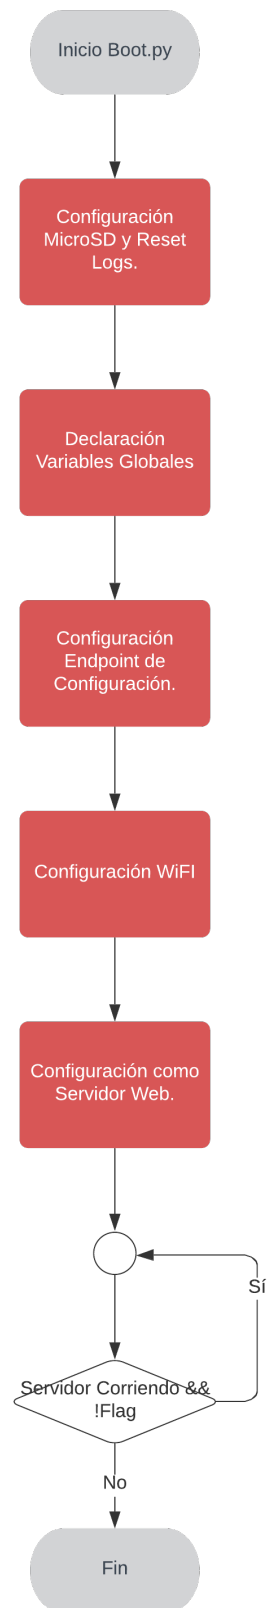 Inicio Boot.py
Configuración
MicroSD y Reset
Logs.
Declaración
Variables Globales
Configuración
Endpoint de
Configuración.
Configuración WiFI
Configuración como
Servidor Web.
Sí
Servidor Corriendo &&
!Flag
No
Fin